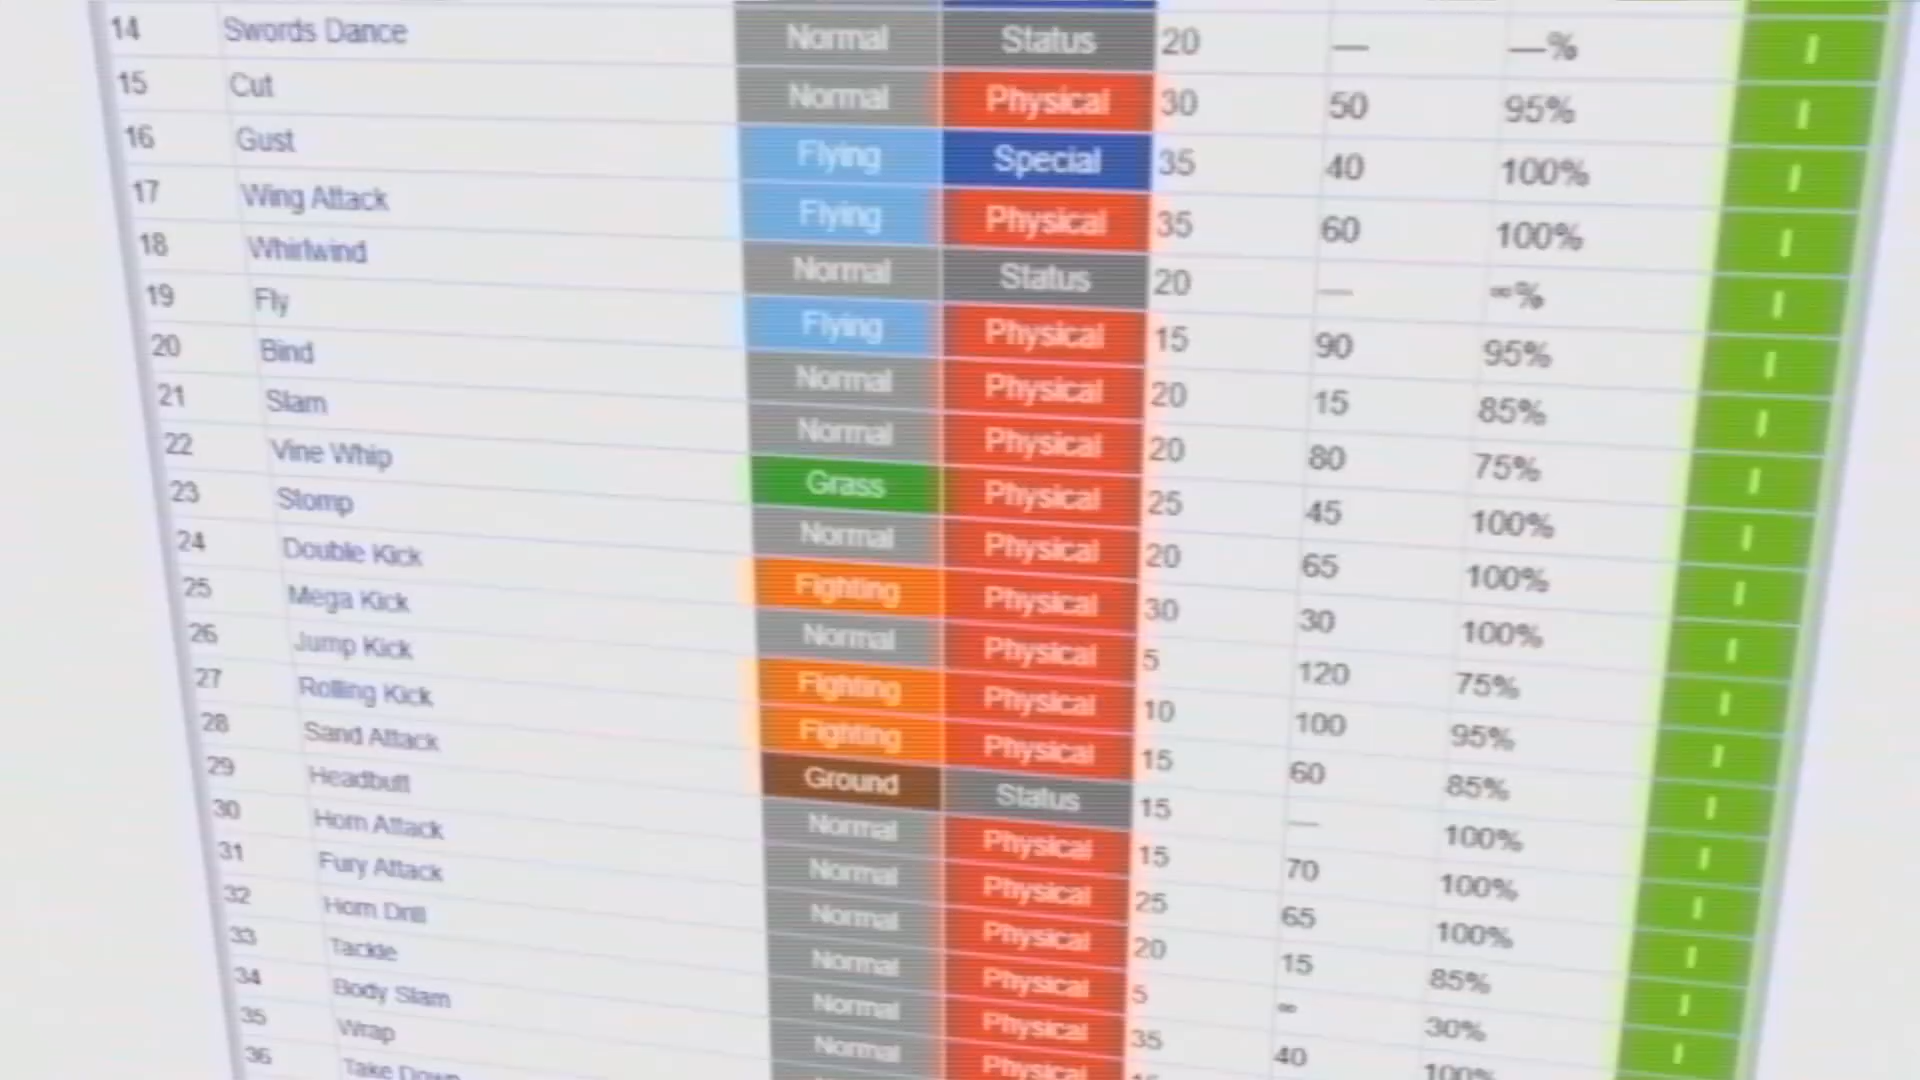 14 Swords Dance Normal Status 20 — —% I
15 Cut Normal Physical 30 50 95% I
16 Gust Flying Special 35 40 100% I
17 Wing Attack Flying Physical 35 60 100% I
18 Whirlwind Normal Status 20 — ∞% I
19 Fly Flying Physical 15 90 95% I
20 Bind Normal Physical 20 15 85% I
21 Slam Normal Physical 20 80 75% I
22 Vine Whip Grass Physical 25 45 100% I
23 Stomp Normal Physical 20 65 100% I
24 Double Kick Fighting Physical 30 30 100% I
25 Mega Kick Normal Physical 5 120 75% I
26 Jump Kick Fighting Physical 10 100 95% I
27 Rolling Kick Fighting Physical 15 60 85% I
28 Sand Attack Ground Status 15 — 100% I
29 Headbutt Normal Physical 15 70 100% I
30 Horn Attack Normal Physical 25 65 100% I
31 Fury Attack Normal Physical 20 15 85% I
32 Horn Drill Normal Physical 5 ∞ 30% I
33 Tackle Normal Physical 35 40 100%
34 Body Slam Normal Physical
35 Wrap
36 Take Down